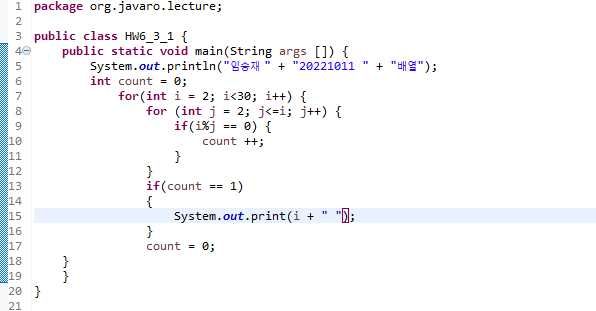 1 package org.javaro.lecture;
2
3 public class HW6_3_1 {
4 public static void main(String args []) {
5 System.out.println("임승재 " + "20221011 " + "배열");
6 int count = 0;
7 for(int i = 2; i<30; i++) {
8 for (int j = 2; j<=i; j++) {
9 if(i%j == 0) {
10 count ++;
11 }
12 }
13 if(count == 1)
14 {
15 System.out.print(i + " ");
16 }
17 count = 0;
18 }
19 }
20 }
21